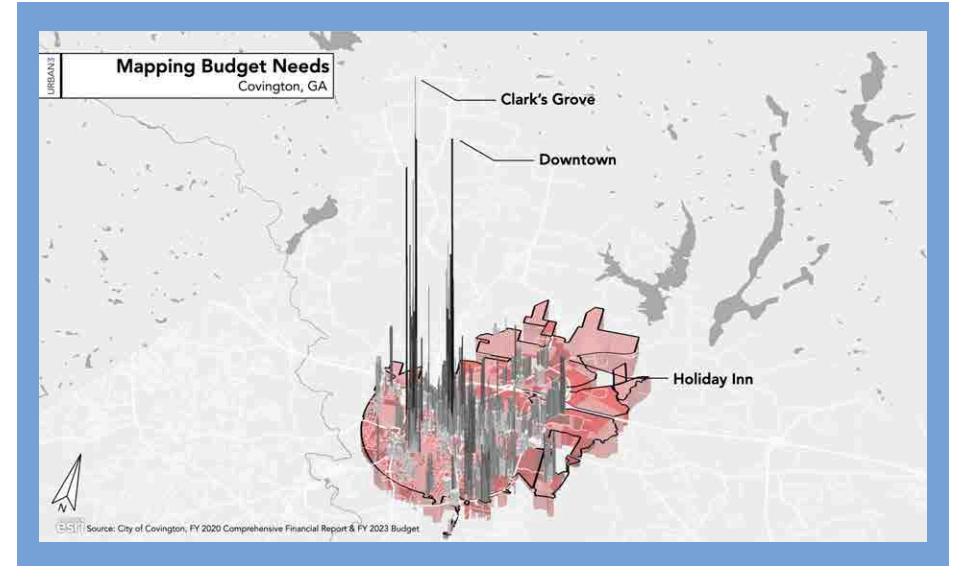 URBAN3
Mapping Budget Needs
Covington, GA
Clark's Grove
Downtown
Holiday Inn
N
esri Source: City of Covington, FY 2020 Comprehensive Financial Report & FY 2023 Budget